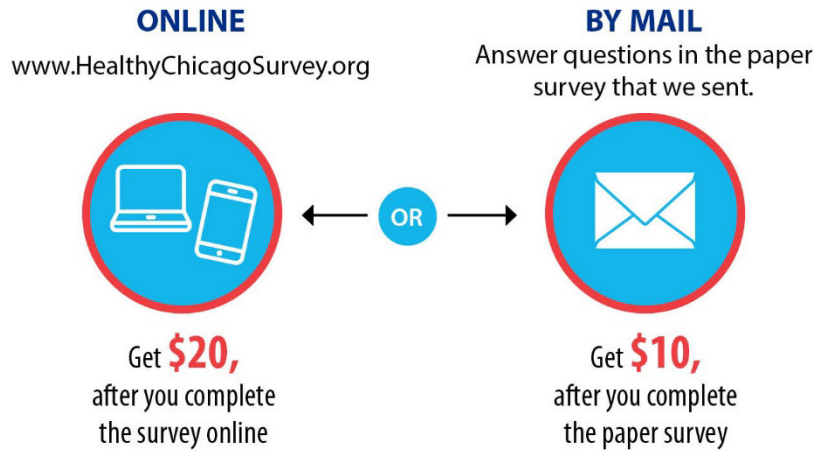 ONLINE
www.HealthyChicagoSurvey.org
Get $20,
after you complete
the survey online
OR
BY MAIL
Answer questions in the paper
survey that we sent.
Get $10,
after you complete
the paper survey